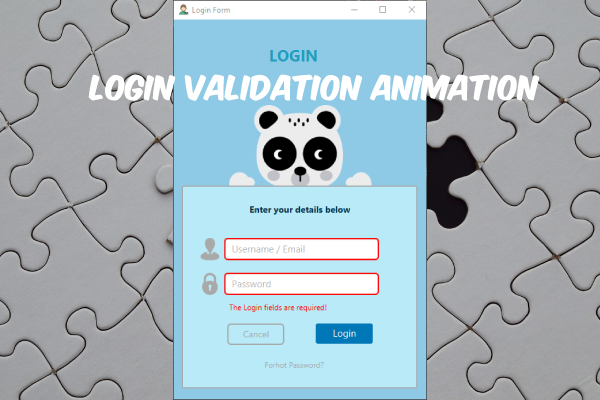 Login Form
LOGIN
LOGIN VALIDATION ANIMATION
Enter your details below
Username / Email
Password
The Login fields are required!
Cancel
Login
Forhot Password?